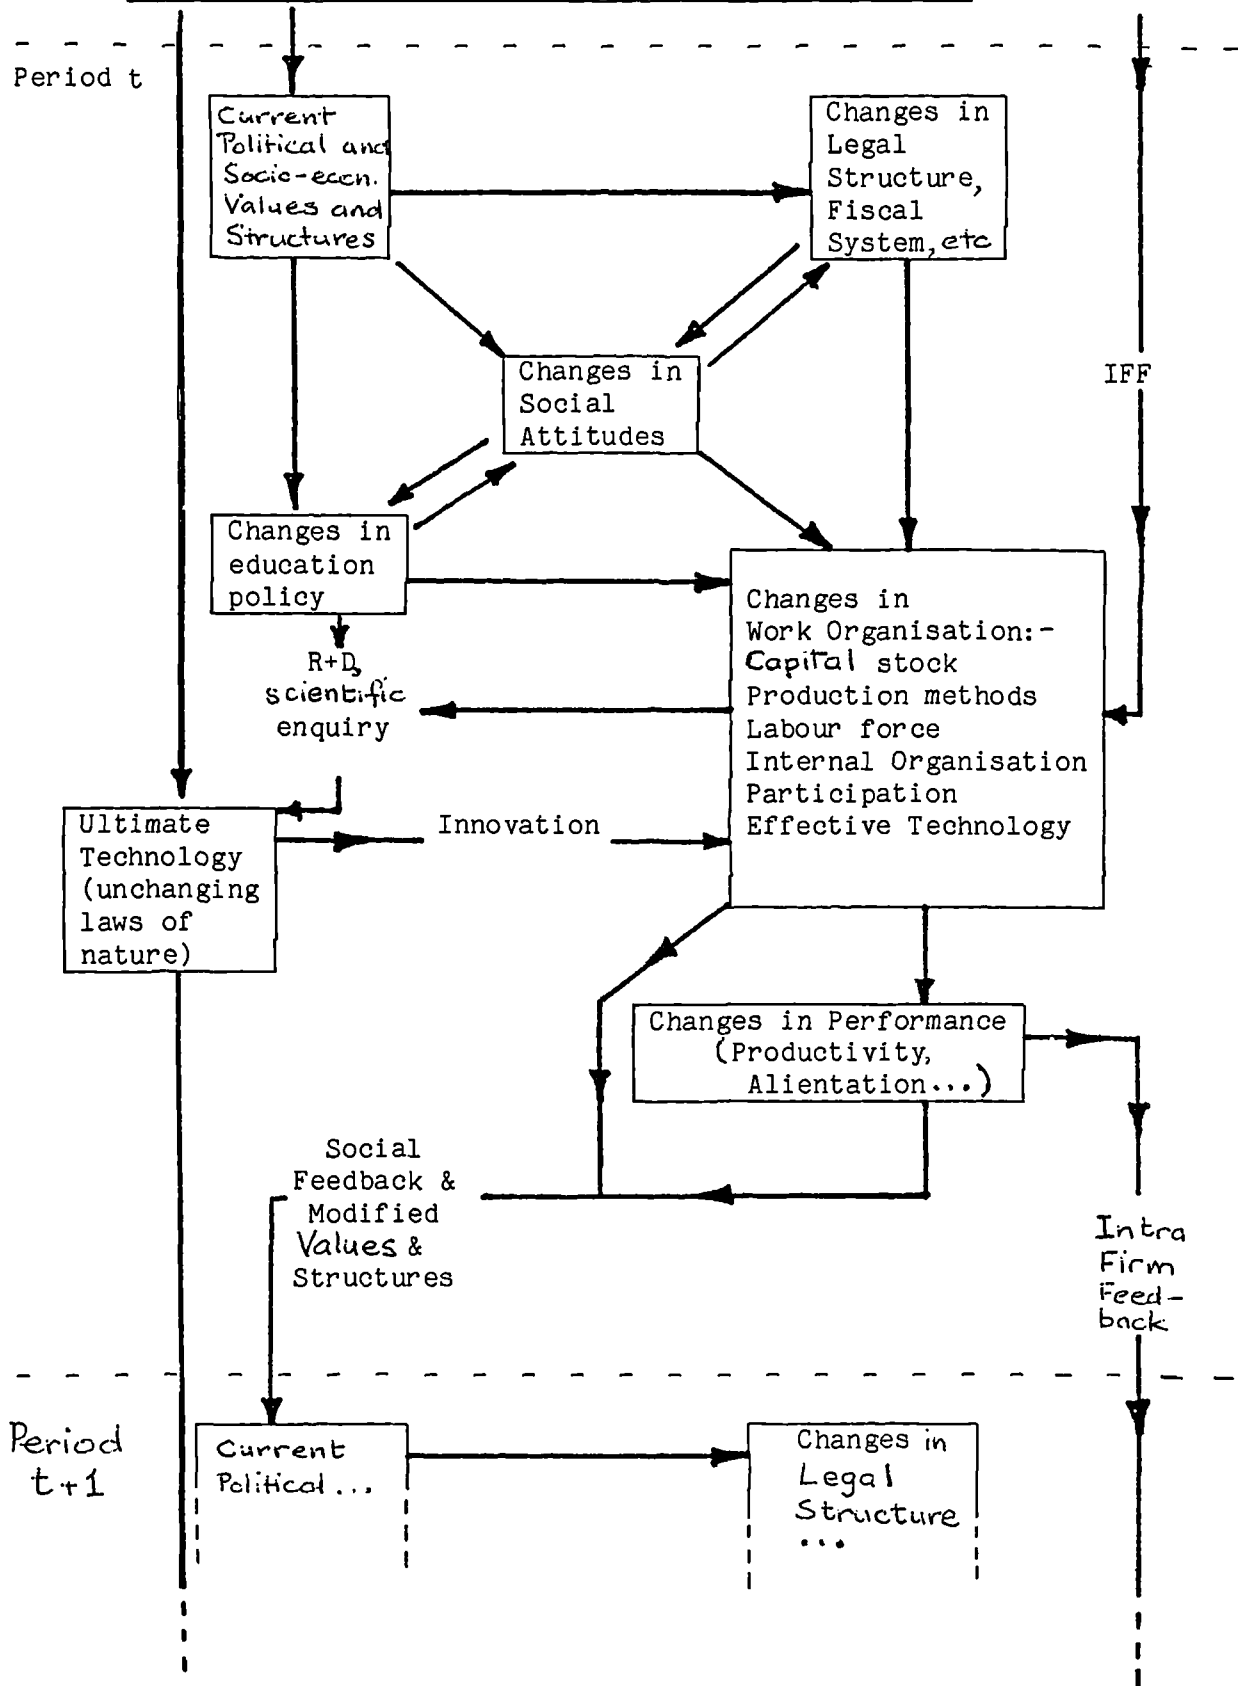 Period t
Current
Political and
Socio-econ.
Values and
Structures
Changes in
Legal
Structure,
Fiscal
System, etc
IFF
Changes in
Social
Attitudes
Changes in
education
policy
R+D,
scientific
enquiry
Changes in
Work Organisation:-
Capital stock
Production methods
Labour force
Internal Organisation
Participation
Effective Technology
Ultimate
Technology
(unchanging
laws of
nature)
Innovation
Changes in Performance
(Productivity,
Alientation...)
Social
Feedback &
Modified
Values &
Structures
Intra
Firm
Feed-
back
Period
t+1
Current
Political...
Changes in
Legal
Structure
...